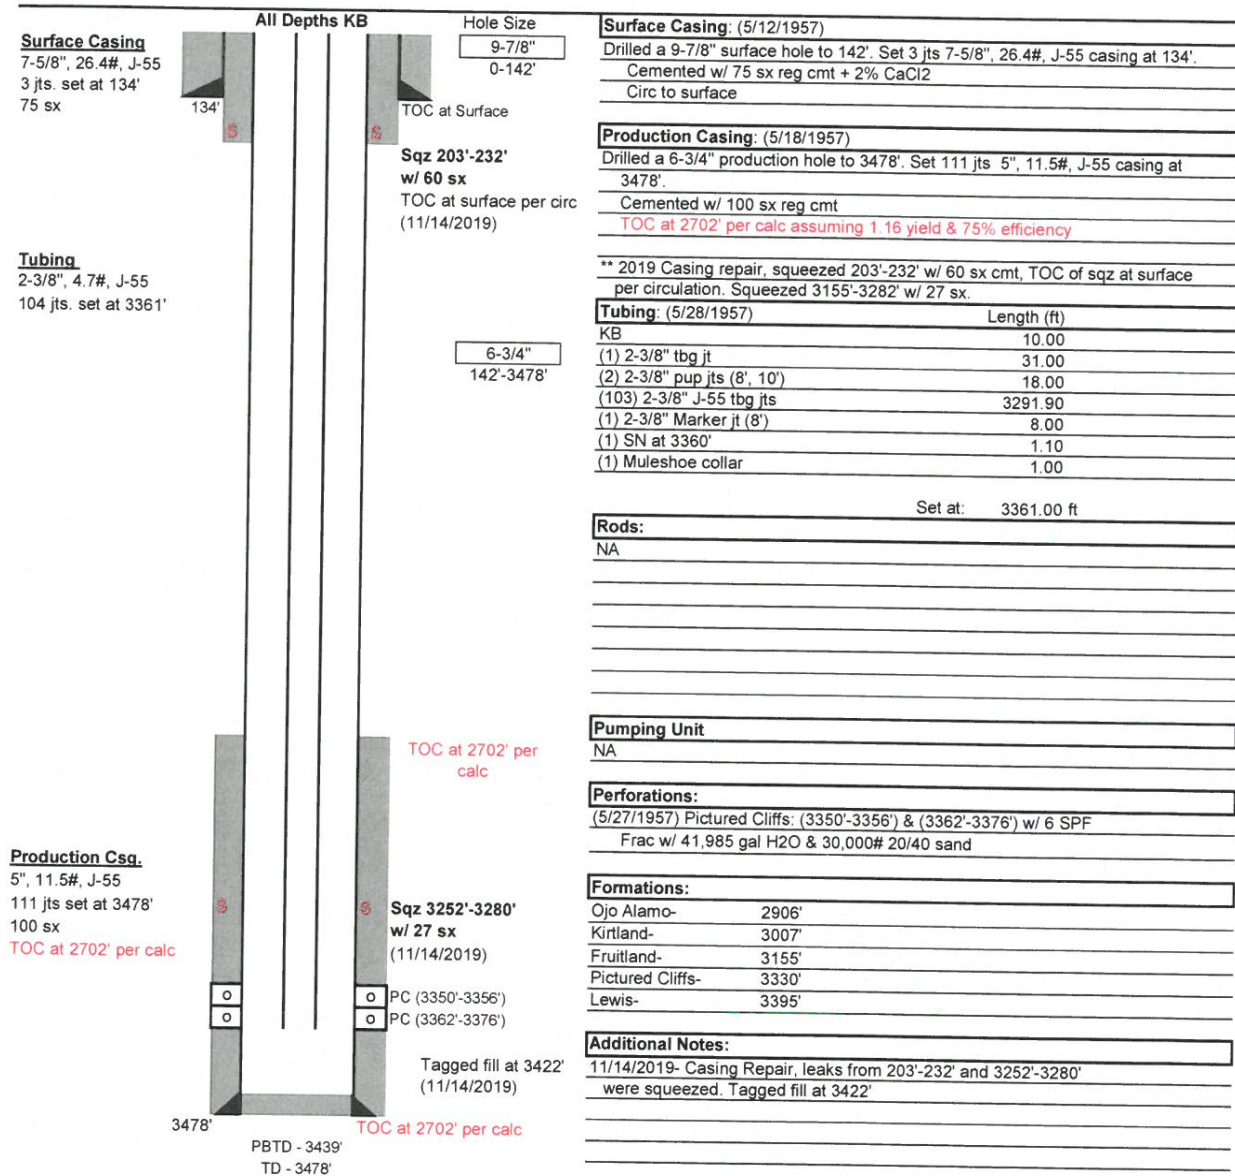 All Depths KB
Hole Size
Surface Casing
7-5/8", 26.4#, J-55
3 jts. set at 134'
75 sx
134'
9-7/8"
0-142'
TOC at Surface
S
S
Sqz 203'-232'
w/ 60 sx
TOC at surface per circ
(11/14/2019)
Tubing
2-3/8", 4.7#, J-55
104 jts. set at 3361'
6-3/4"
142'-3478'
TOC at 2702' per
calc
Production Csg.
5", 11.5#, J-55
111 jts set at 3478'
100 sx
TOC at 2702' per calc
S
S
Sqz 3252'-3280'
w/ 27 sx
(11/14/2019)
O
O
PC (3350'-3356')
O
O
PC (3362'-3376')
Tagged fill at 3422'
(11/14/2019)
3478'
TOC at 2702' per calc
PBTD - 3439'
TD - 3478'
Surface Casing: (5/12/1957)
Drilled a 9-7/8" surface hole to 142'. Set 3 jts 7-5/8", 26.4#, J-55 casing at 134'.
Cemented w/ 75 sx reg cmt + 2% CaCl2
Circ to surface
Production Casing: (5/18/1957)
Drilled a 6-3/4" production hole to 3478'. Set 111 jts 5", 11.5#, J-55 casing at
3478'.
Cemented w/ 100 sx reg cmt
TOC at 2702' per calc assuming 1.16 yield & 75% efficiency
** 2019 Casing repair, squeezed 203'-232' w/ 60 sx cmt, TOC of sqz at surface
per circulation. Squeezed 3155'-3282' w/ 27 sx.
Tubing: (5/28/1957) Length (ft)
KB 10.00
(1) 2-3/8" tbg jt 31.00
(2) 2-3/8" pup jts (8', 10') 18.00
(103) 2-3/8" J-55 tbg jts 3291.90
(1) 2-3/8" Marker jt (8') 8.00
(1) SN at 3360' 1.10
(1) Muleshoe collar 1.00
Set at: 3361.00 ft
Rods:
NA
Pumping Unit
NA
Perforations:
(5/27/1957) Pictured Cliffs: (3350'-3356') & (3362'-3376') w/ 6 SPF
Frac w/ 41,985 gal H2O & 30,000# 20/40 sand
Formations:
Ojo Alamo- 2906'
Kirtland- 3007'
Fruitland- 3155'
Pictured Cliffs- 3330'
Lewis- 3395'
Additional Notes:
11/14/2019- Casing Repair, leaks from 203'-232' and 3252'-3280'
were squeezed. Tagged fill at 3422'